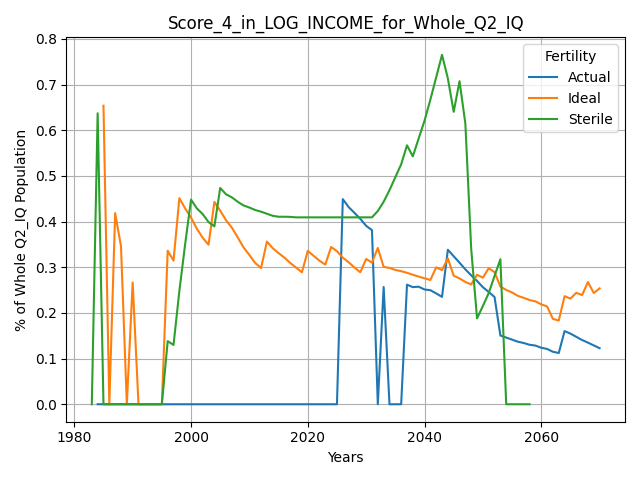 Score_4_in_LOG_INCOME_for_Whole_Q2_IQ
% of Whole Q2_IQ Population
0.8
0.7
0.6
0.5
0.4
0.3
0.2
0.1
0.0
Fertility
Actual
Ideal
Sterile
1980
2000
2020
2040
2060
Years